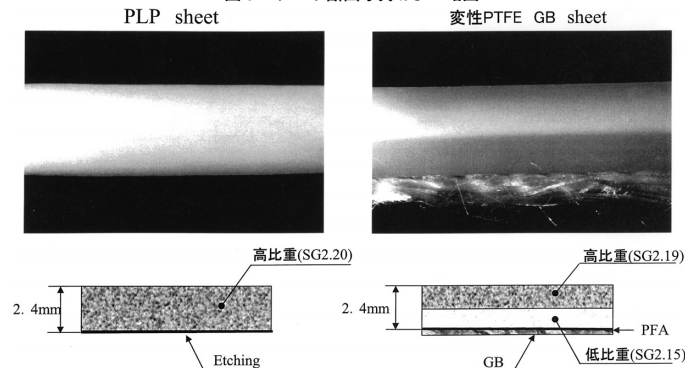 PLP sheet
変性PTFE GB sheet
高比重(SG2.20)
2. 4mm
Etching
高比重(SG2.19)
2. 4mm
PFA
低比重(SG2.15)
GB